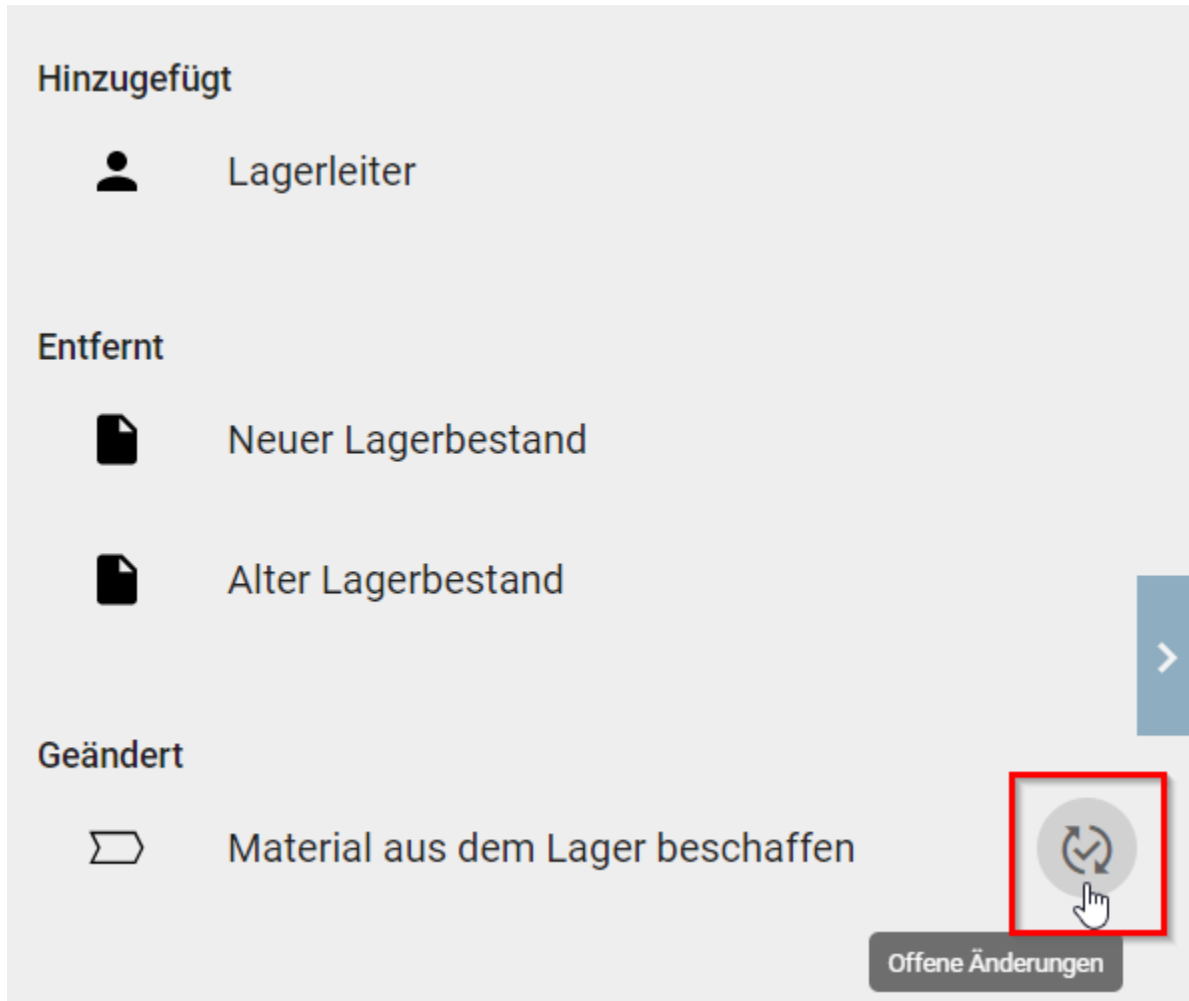 Hinzugefügt
Lagerleiter
Entfernt
Neuer Lagerbestand
Alter Lagerbestand
Geändert
Material aus dem Lager beschaffen
Offene Änderungen